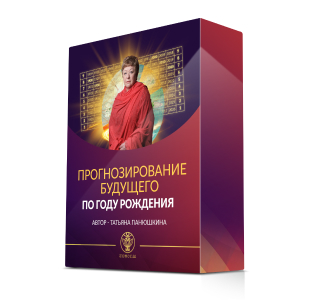 ПРОГНОЗИРОВАНИЕ
БУДУЩЕГО
ПО ГОДУ РОЖДЕНИЯ
АВТОР - ТАТЬЯНА ПАНЮШКИНА